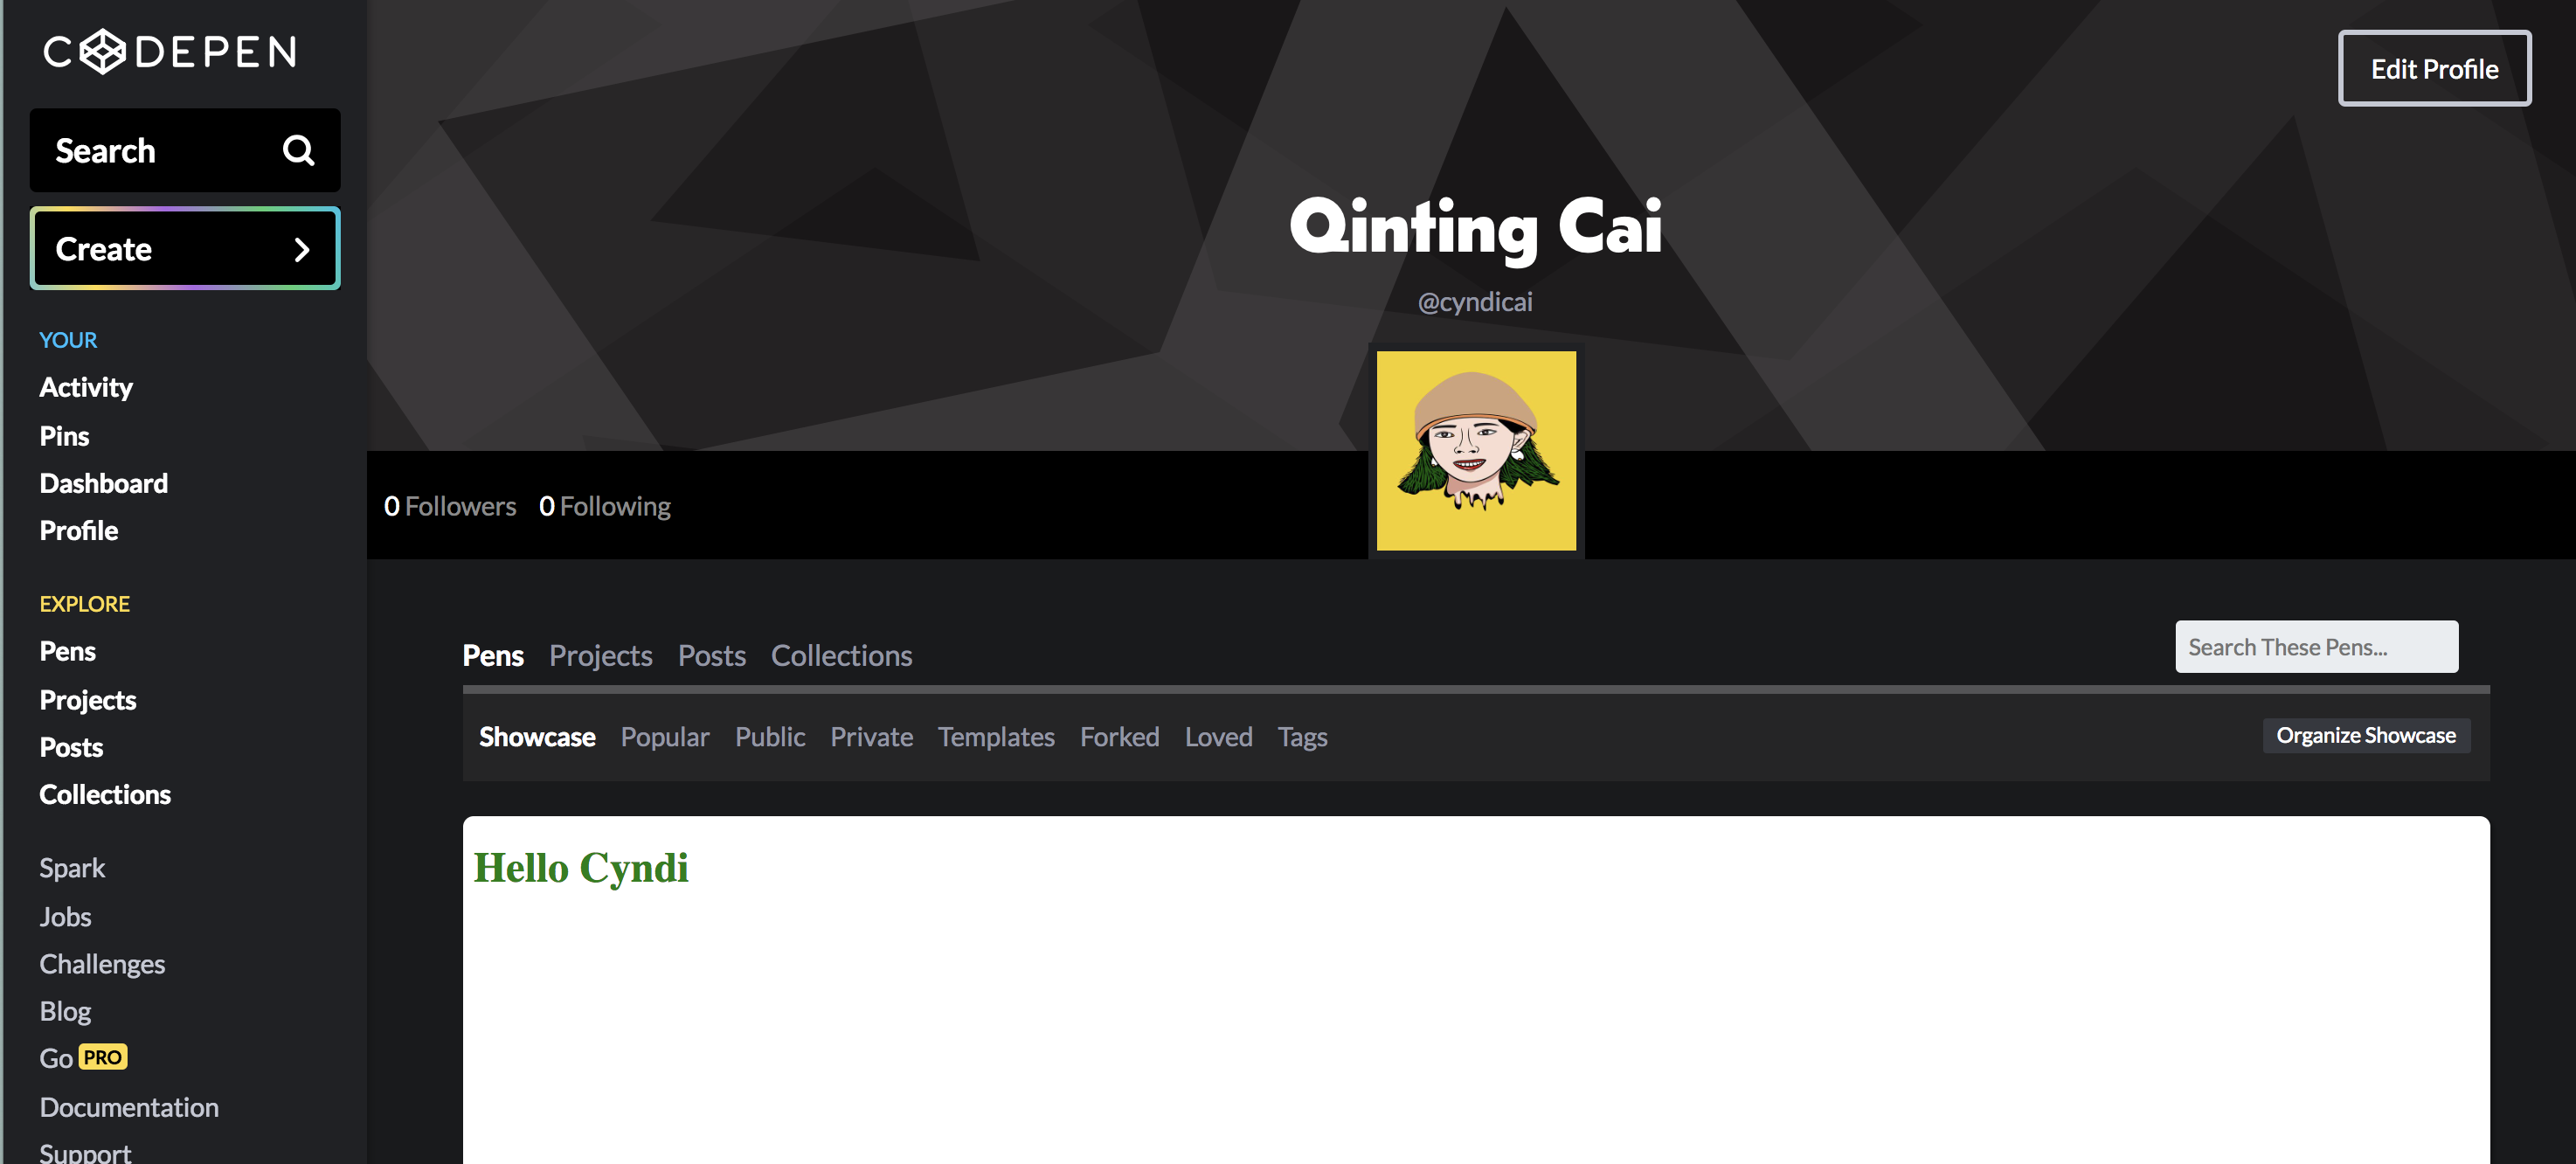 CODEPEN
Search
Create
YOUR
Activity
Pins
Dashboard
Profile
EXPLORE
Pens
Projects
Posts
Collections
Spark
Jobs
Challenges
Blog
Go PRO
Documentation
Support
Edit Profile
Qinting Cai
@cyndicai
0 Followers 0 Following
Pens Projects Posts Collections
Search These Pens...
Showcase Popular Public Private Templates Forked Loved Tags
Organize Showcase
Hello Cyndi